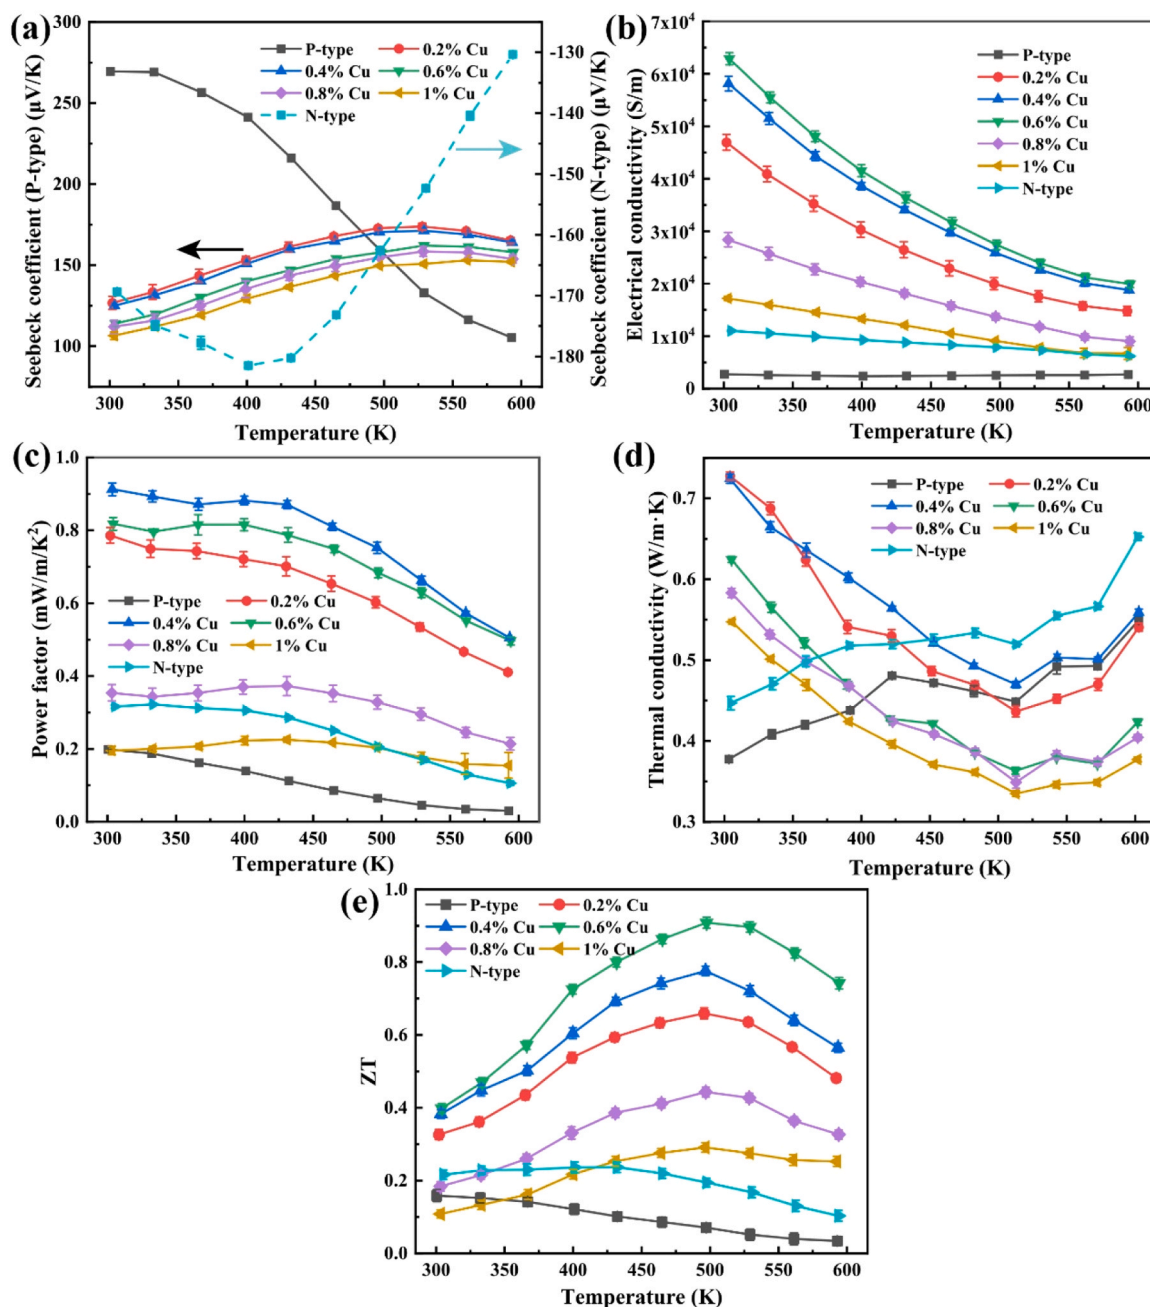 (a)
300
250
200
150
100
Seebeck coefficient (P-type) (μV/K)
P-type
0.2% Cu
0.4% Cu
0.6% Cu
0.8% Cu
1% Cu
N-type
-130
-140
-150
-160
-170
-180
Seebeck coefficient (N-type) (μV/K)
300 350 400 450 500 550 600
Temperature (K)
(b)
7x10⁴
6x10⁴
5x10⁴
4x10⁴
3x10⁴
2x10⁴
1x10⁴
0
Electrical conductivity (S/m)
P-type
0.2% Cu
0.4% Cu
0.6% Cu
0.8% Cu
1% Cu
N-type
300 350 400 450 500 550 600
Temperature (K)
(c)
1.0
0.8
0.6
0.4
0.2
0.0
Power factor (mW/m/K²)
P-type
0.2% Cu
0.4% Cu
0.6% Cu
0.8% Cu
1% Cu
N-type
300 350 400 450 500 550 600
Temperature (K)
(d)
0.7
0.6
0.5
0.4
0.3
Thermal conductivity (W/m·K)
P-type
0.2% Cu
0.4% Cu
0.6% Cu
0.8% Cu
1% Cu
N-type
300 350 400 450 500 550 600
Temperature (K)
(e)
1.0
0.8
0.6
0.4
0.2
0.0
ZT
P-type
0.2% Cu
0.4% Cu
0.6% Cu
0.8% Cu
1% Cu
N-type
300 350 400 450 500 550 600
Temperature (K)